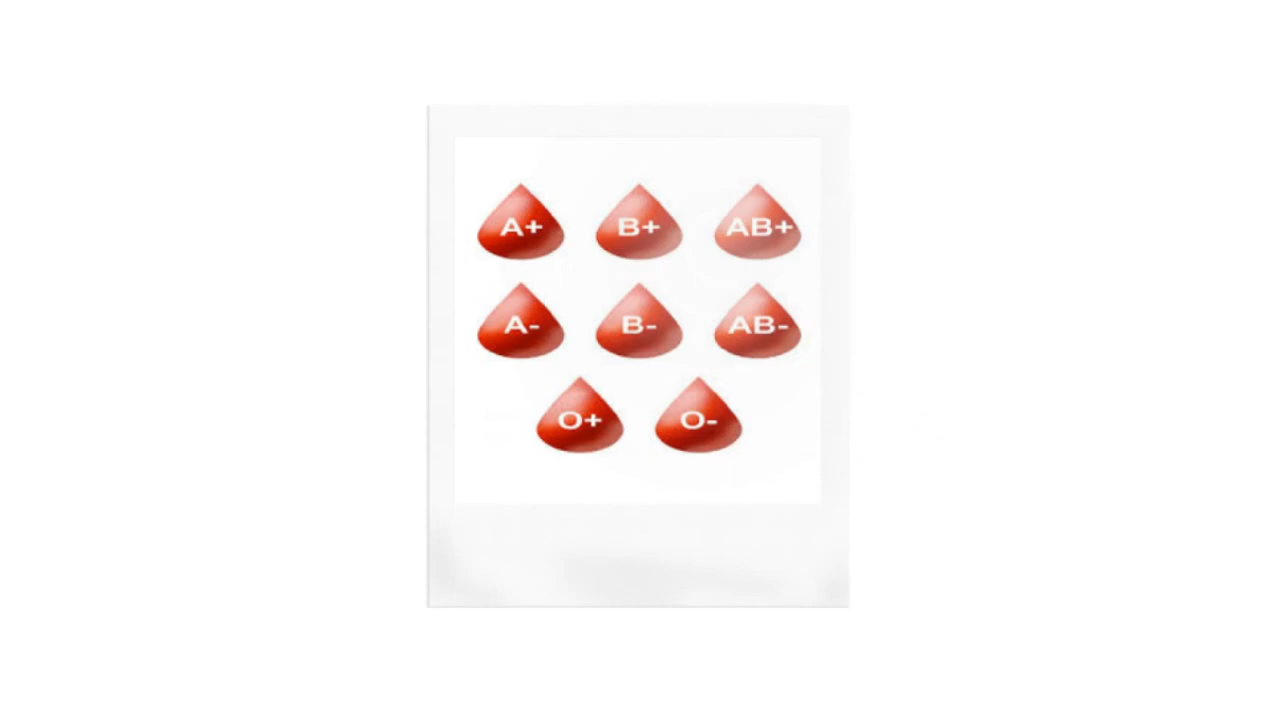 A+ B+ AB+
A- B- AB-
O+ O-